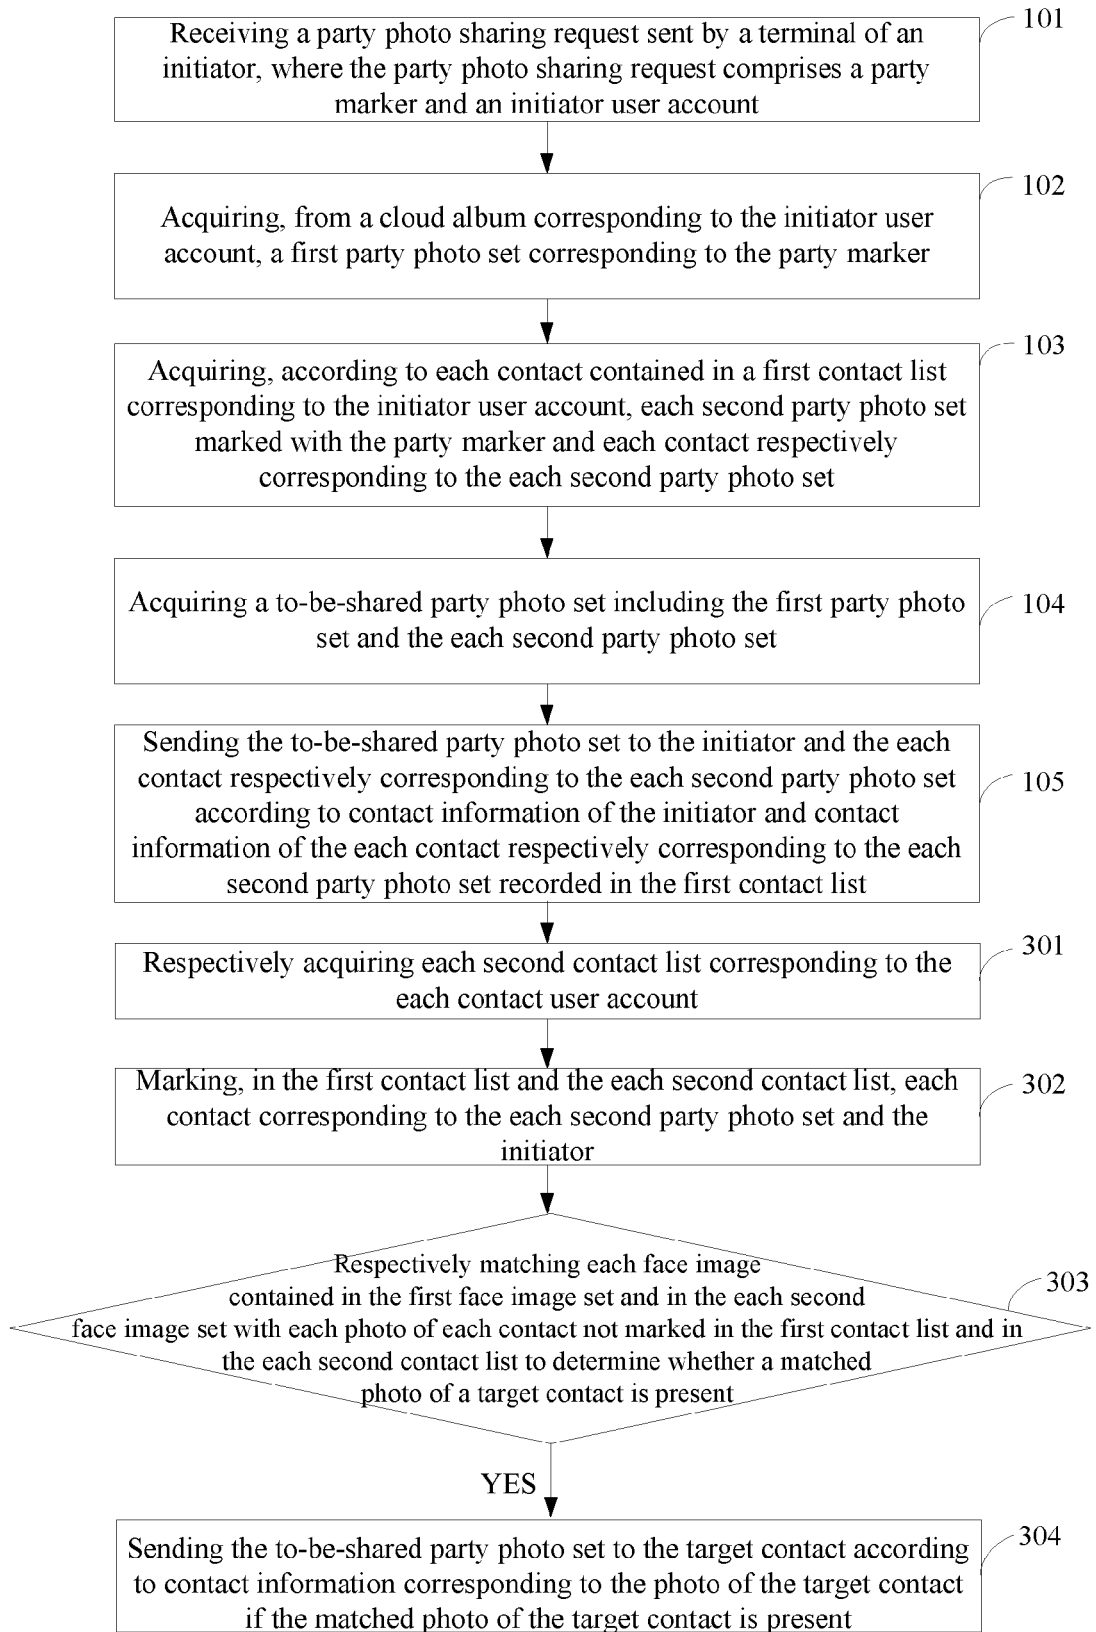 Receiving a party photo sharing request sent by a terminal of an
initiator, where the party photo sharing request comprises a party
marker and an initiator user account
101
Acquiring, from a cloud album corresponding to the initiator user
account, a first party photo set corresponding to the party marker
102
Acquiring, according to each contact contained in a first contact list
corresponding to the initiator user account, each second party photo set
marked with the party marker and each contact respectively
corresponding to the each second party photo set
103
Acquiring a to-be-shared party photo set including the first party photo
set and the each second party photo set
104
Sending the to-be-shared party photo set to the initiator and the each
contact respectively corresponding to the each second party photo set
according to contact information of the initiator and contact
information of the each contact respectively corresponding to the each
second party photo set recorded in the first contact list
105
Respectively acquiring each second contact list corresponding to the
each contact user account
301
Marking, in the first contact list and the each second contact list, each
contact corresponding to the each second party photo set and the
initiator
302
Respectively matching each face image
contained in the first face image set and in the each second
face image set with each photo of each contact not marked in the first contact list and in
the each second contact list to determine whether a matched
photo of a target contact is present
303
YES
Sending the to-be-shared party photo set to the target contact according
to contact information corresponding to the photo of the target contact
if the matched photo of the target contact is present
304